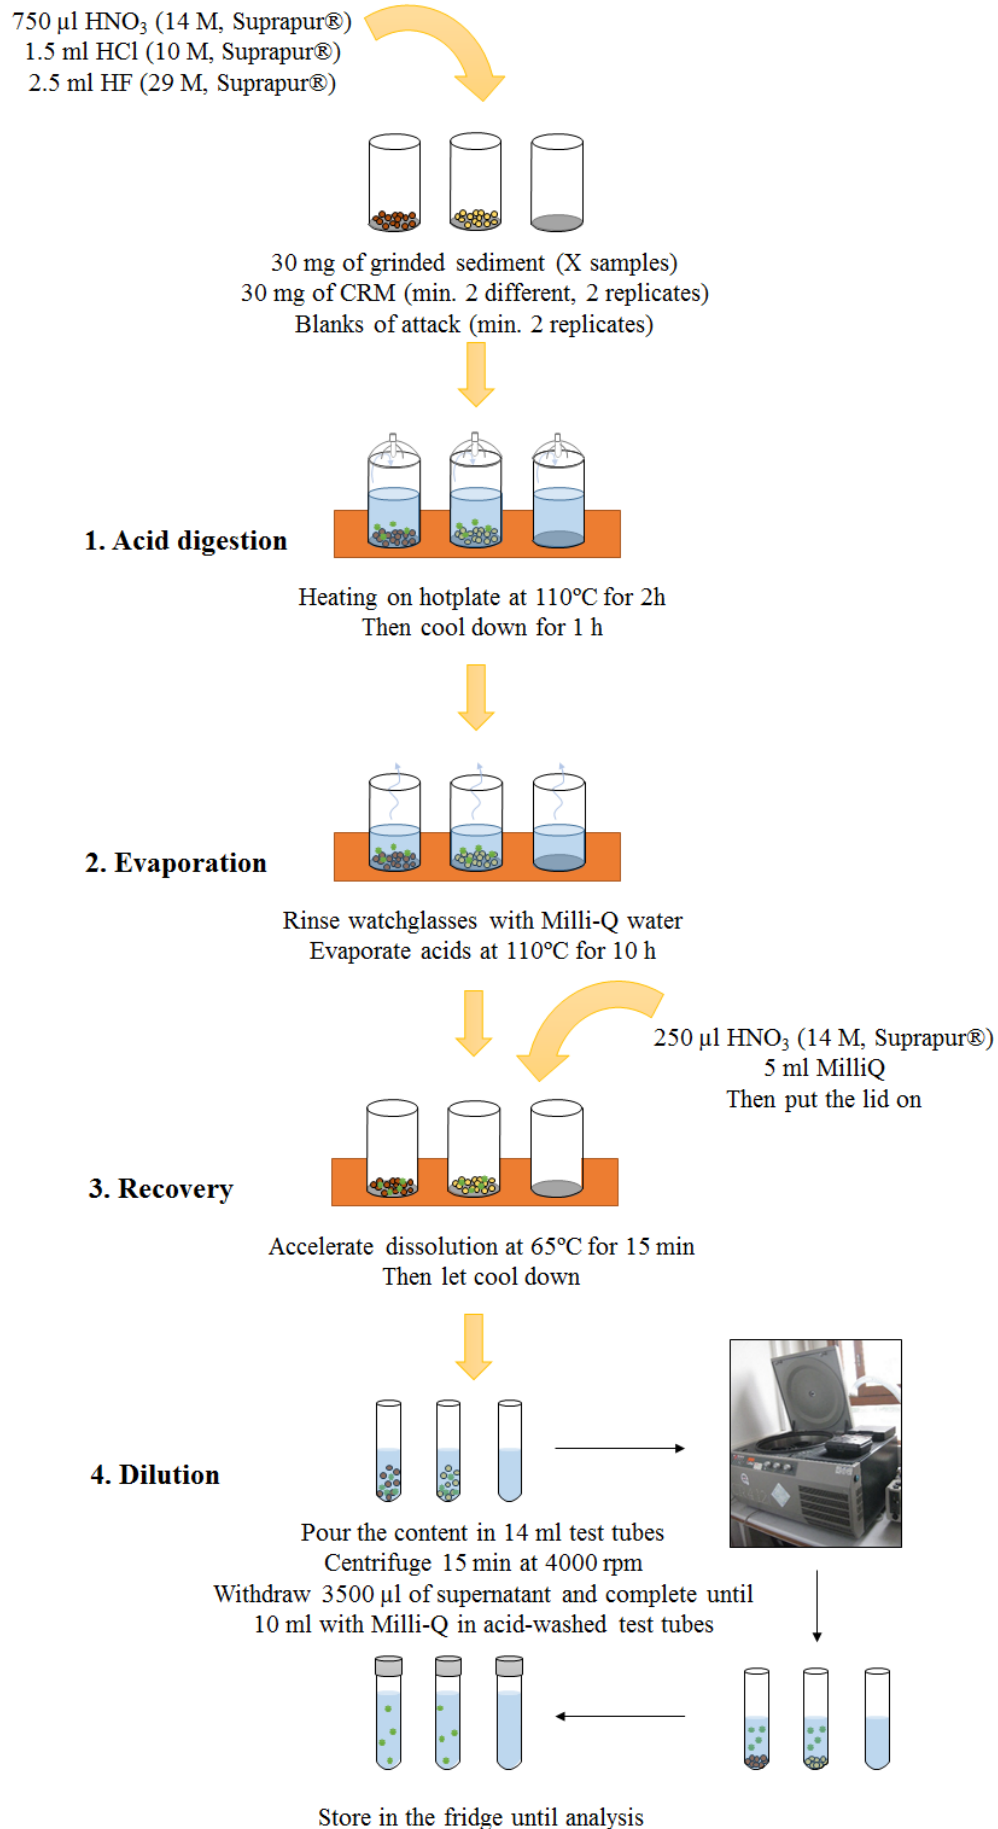 750 µl HNO₃ (14 M, Suprapur®)
1.5 ml HCl (10 M, Suprapur®)
2.5 ml HF (29 M, Suprapur®)
30 mg of grinded sediment (X samples)
30 mg of CRM (min. 2 different, 2 replicates)
Blanks of attack (min. 2 replicates)
1. Acid digestion
Heating on hotplate at 110°C for 2h
Then cool down for 1 h
2. Evaporation
Rinse watchglasses with Milli-Q water
Evaporate acids at 110°C for 10 h
250 µl HNO₃ (14 M, Suprapur®)
5 ml MilliQ
Then put the lid on
3. Recovery
Accelerate dissolution at 65°C for 15 min
Then let cool down
4. Dilution
Pour the content in 14 ml test tubes
Centrifuge 15 min at 4000 rpm
Withdraw 3500 µl of supernatant and complete until
10 ml with Milli-Q in acid-washed test tubes
Store in the fridge until analysis